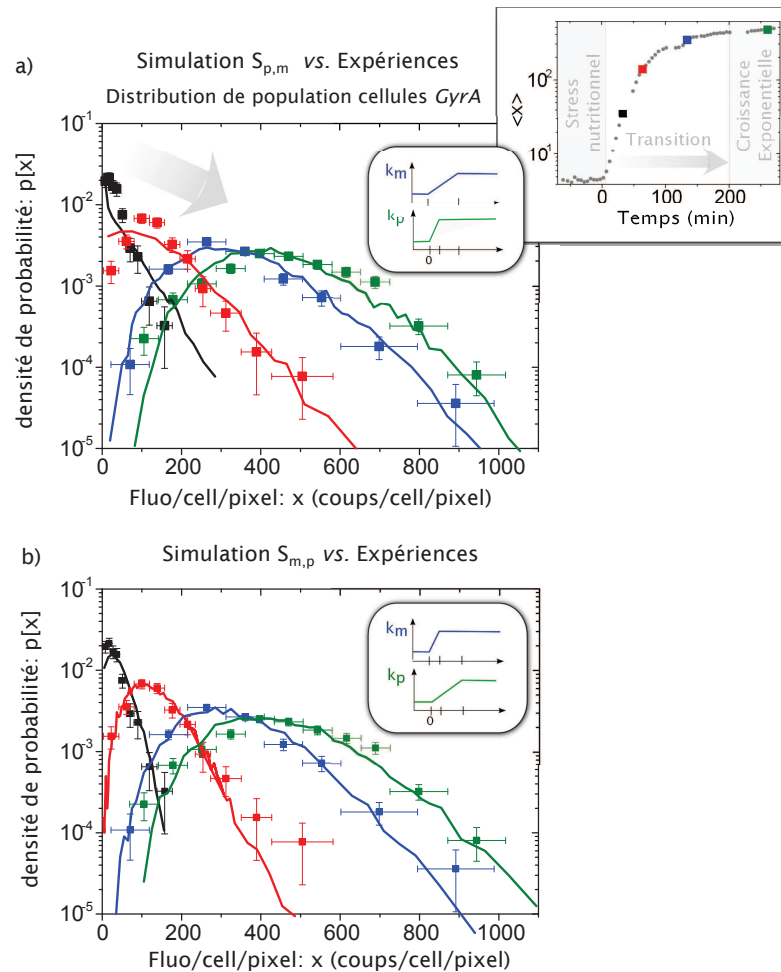 a)
Simulation Sp,m vs. Expériences
Distribution de population cellules GyrA
densité de probabilité: p[x]
10-1
10-2
10-3
10-4
10-5
0 200 400 600 800 1000
Fluo/cell/pixel: x (coups/cell/pixel)
km
kp
0
<x>
102
101
Stress
nutritionnel
Transition
Croissance
Exponentielle
0 100 200
Temps (min)
b)
Simulation Sm,p vs. Expériences
densité de probabilité: p[x]
10-1
10-2
10-3
10-4
10-5
0 200 400 600 800 1000
Fluo/cell/pixel: x (coups/cell/pixel)
km
kp
0